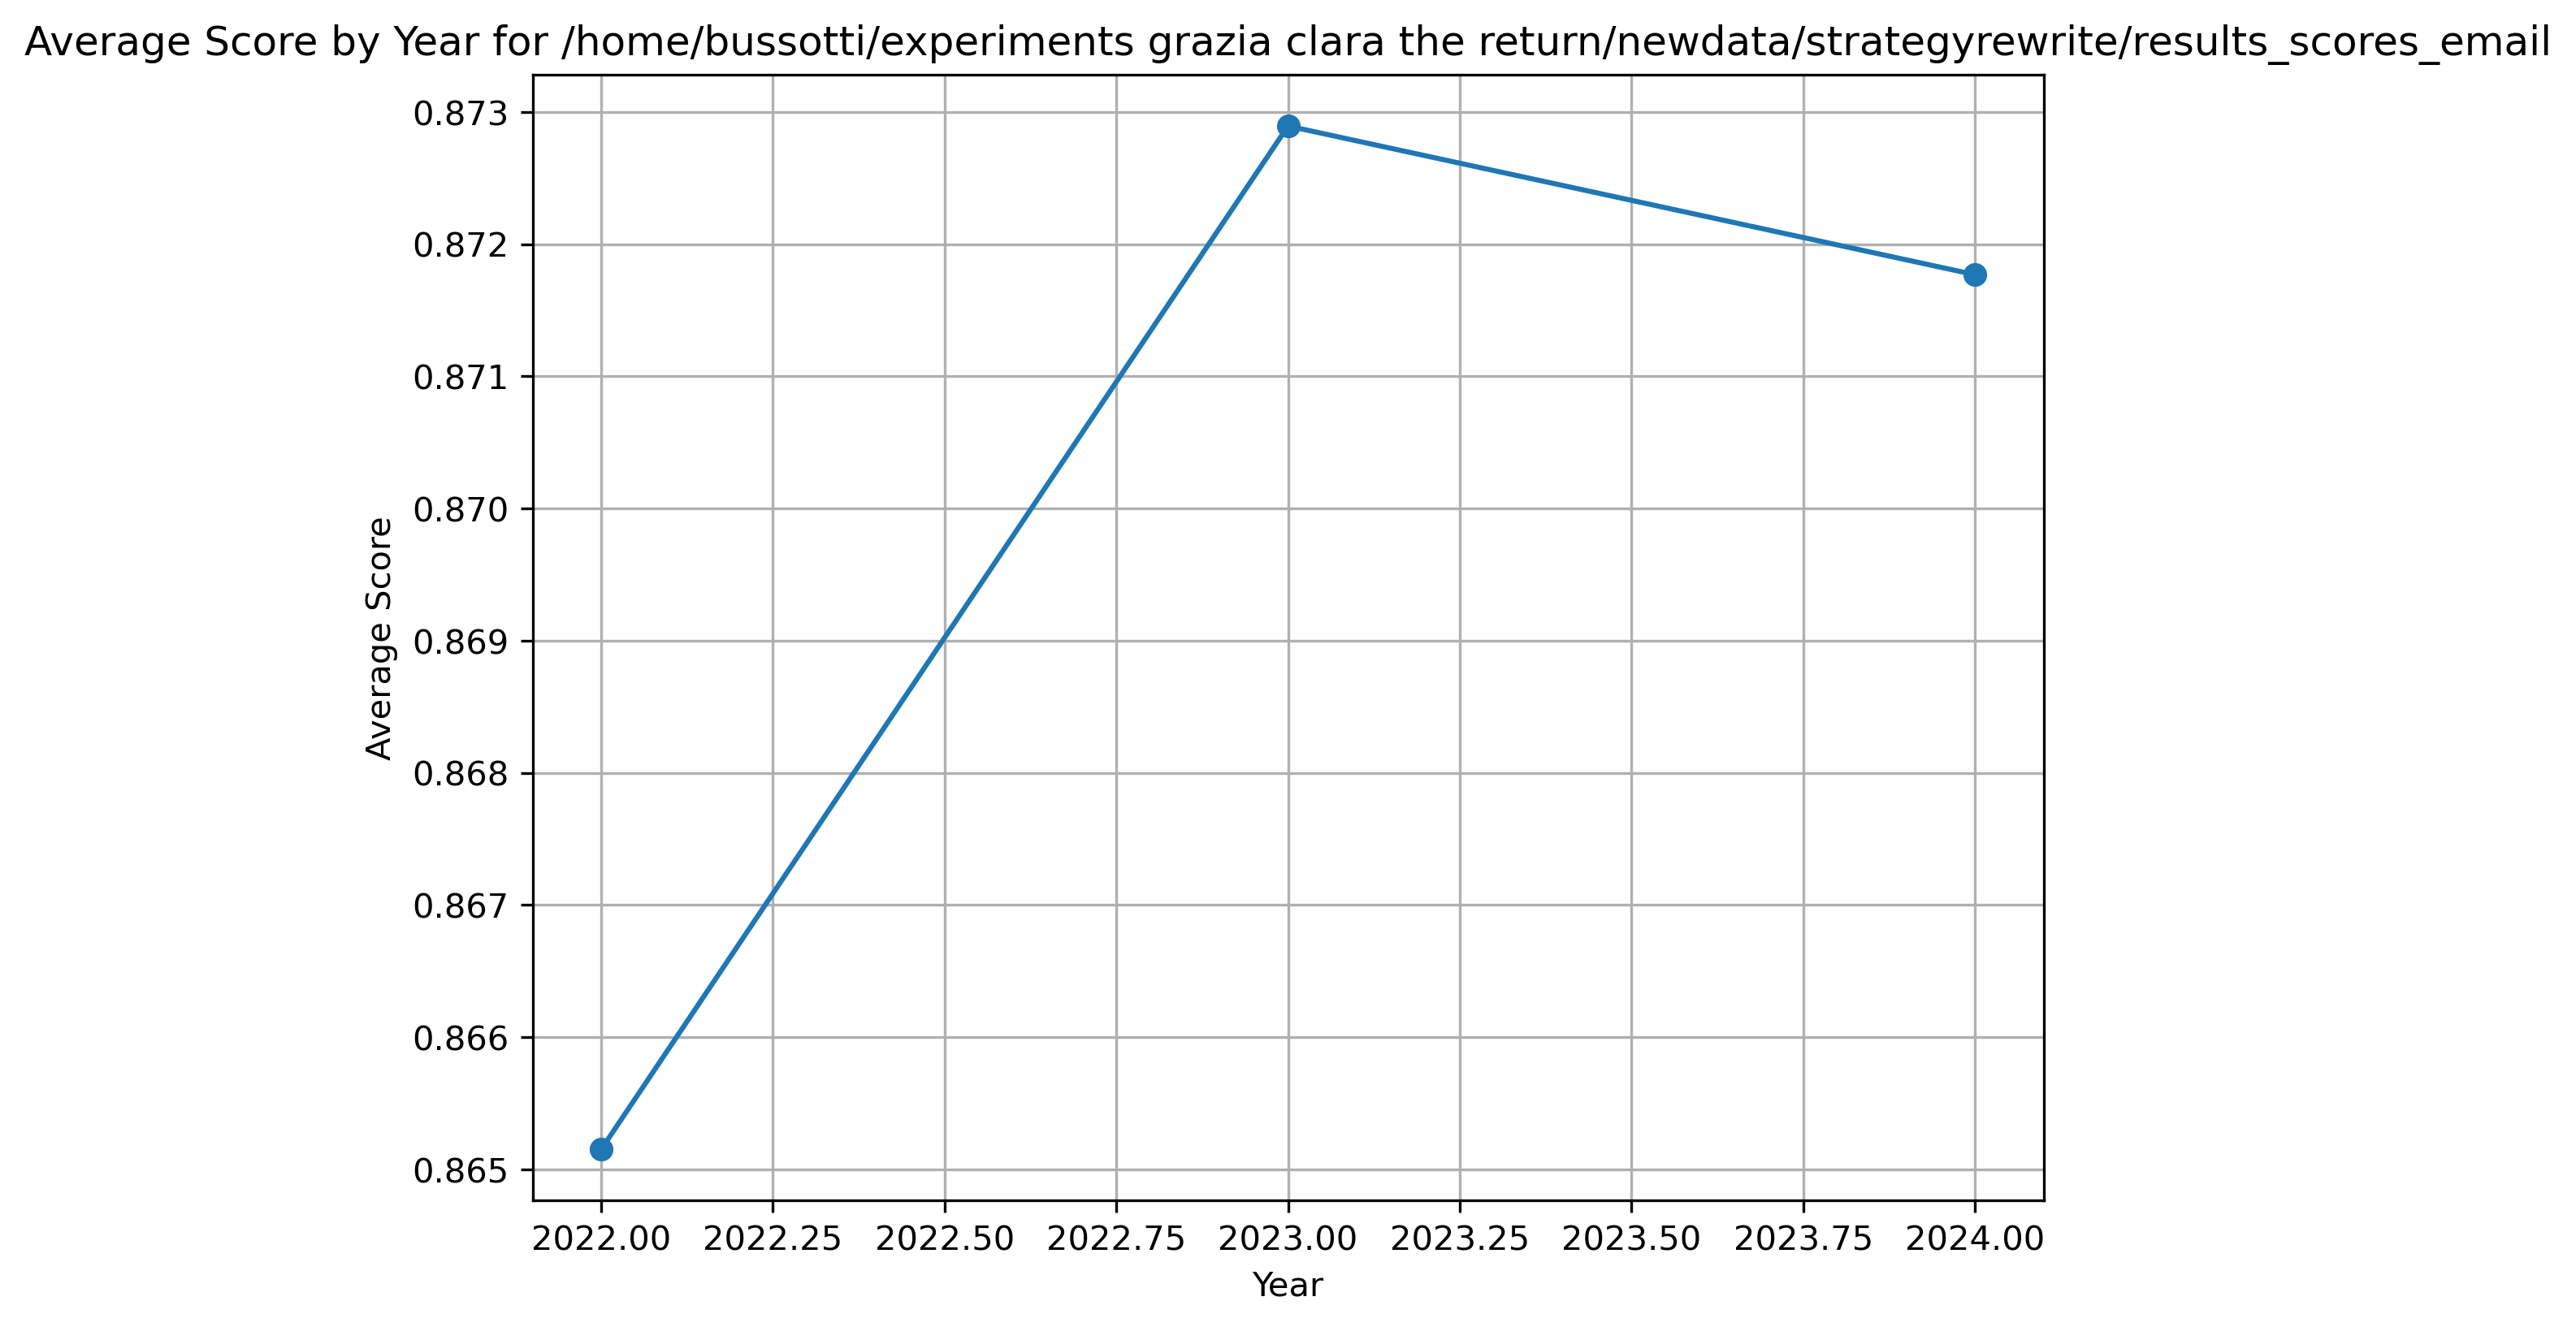 Average Score by Year for /home/bussotti/experiments grazia clara the return/newdata/strategyrewrite/results_scores_email
0.873
0.872
0.871
0.870
0.869
0.868
0.867
0.866
0.865
Average Score
2022.00 2022.25 2022.50 2022.75 2023.00 2023.25 2023.50 2023.75 2024.00
Year